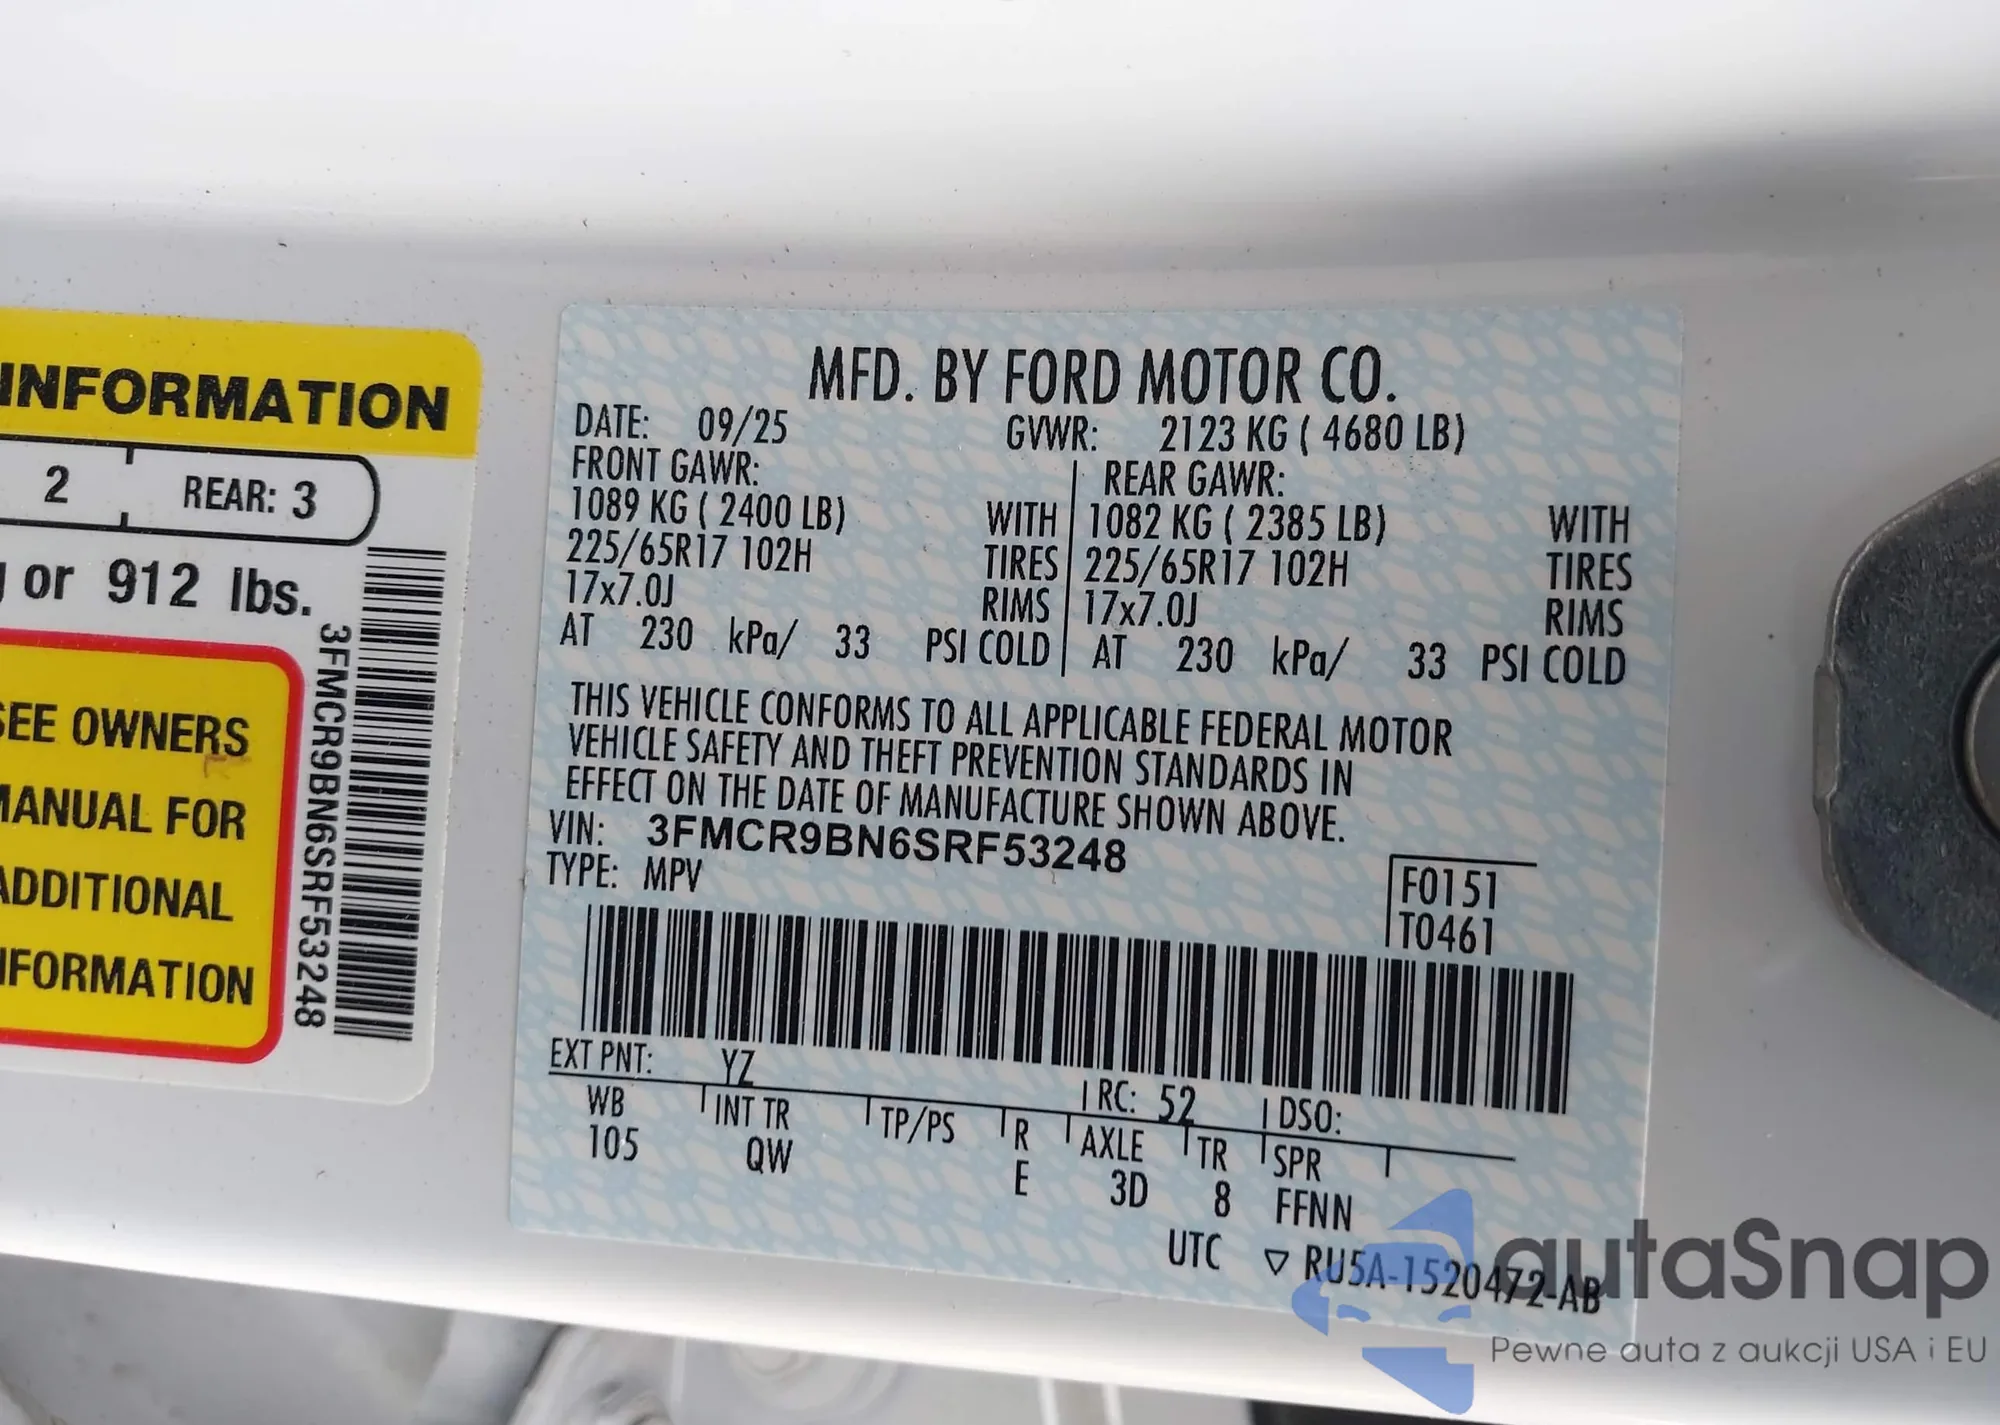 INFORMATION
2 REAR: 3
or 912 lbs.
3FMCR9BN6SRF53248
SEE OWNERS
MANUAL FOR
ADDITIONAL
INFORMATION
MFD. BY FORD MOTOR CO.
DATE: 09/25 GVWR: 2123 KG ( 4680 LB)
FRONT GAWR: REAR GAWR:
1089 KG ( 2400 LB) WITH 1082 KG ( 2385 LB) WITH
225/65R17 102H TIRES 225/65R17 102H TIRES
17x7.0J RIMS 17x7.0J RIMS
AT 230 kPa/ 33 PSI COLD AT 230 kPa/ 33 PSI COLD
THIS VEHICLE CONFORMS TO ALL APPLICABLE FEDERAL MOTOR
VEHICLE SAFETY AND THEFT PREVENTION STANDARDS IN
EFFECT ON THE DATE OF MANUFACTURE SHOWN ABOVE.
VIN: 3FMCR9BN6SRF53248
TYPE: MPV
F0151
T0461
EXT PNT: YZ RC: 52 DSO:
WB INT TR TP/PS R AXLE TR SPR
105 QW E 3D 8 FFNN
UTC ▽ RU5A-1520472-AB
autaSnap
Pewne auta z aukcji USA i EU